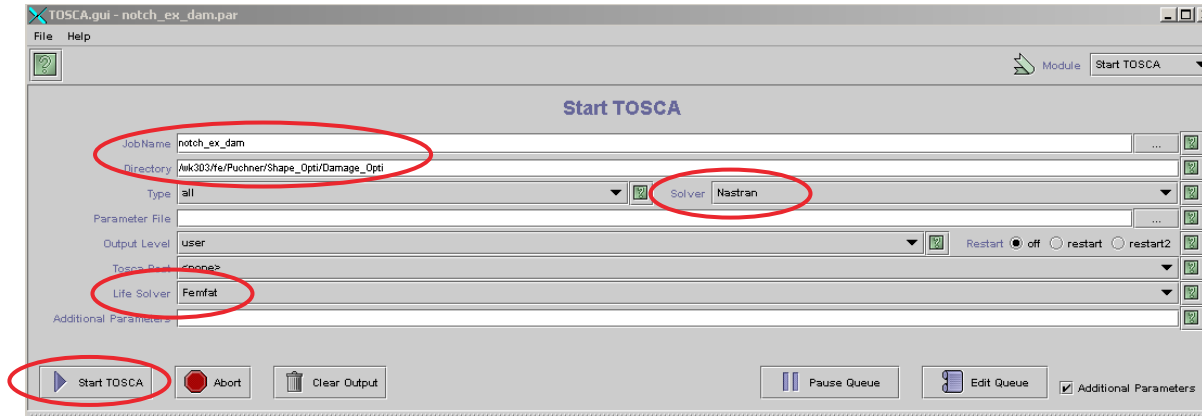 TOSCA.gui - notch_ex_dam.par
File Help
Module Start TOSCA
Start TOSCA
JobName notch_ex_dam ...
Directory /wk303/fe/Puchner/Shape_Opti/Damage_Opti
Type all Solver Nastran
Parameter File ...
Output Level user Restart off restart restart2
Tosca Post <none>
Life Solver Femfat
Additional Parameters
Start TOSCA Abort Clear Output Pause Queue Edit Queue Additional Parameters